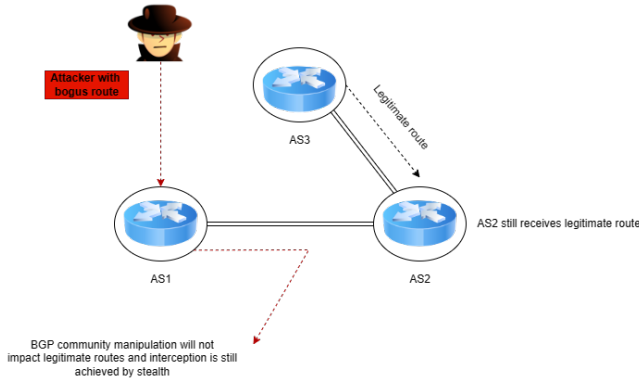 Attacker with
bogus route
Legitimate route
AS3
AS2 still receives legitimate route
AS1
AS2
BGP community manipulation will not
impact legitimate routes and interception is still
achieved by stealth